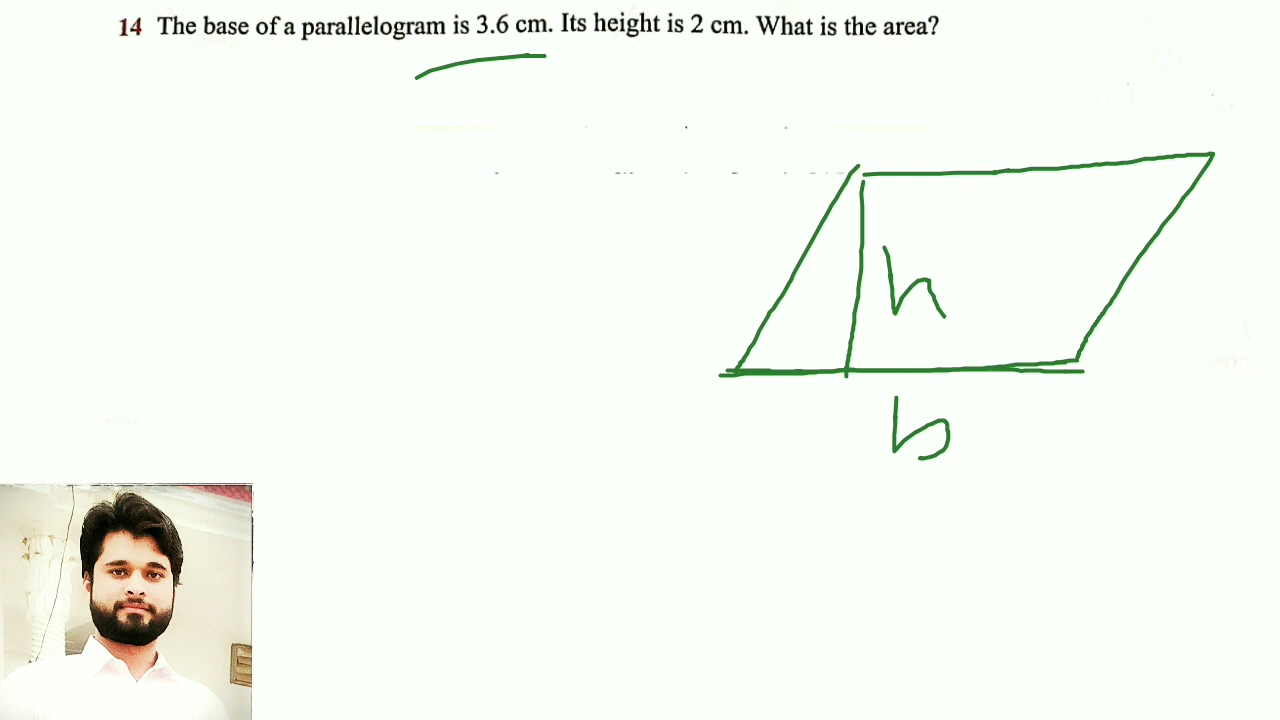 14 The base of a parallelogram is 3.6 cm. Its height is 2 cm. What is the area?
h
b